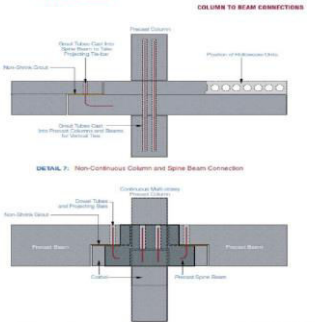 COLUMN TO BEAM CONNECTIONS
Precast Column
Grout Tubes Cast Into
Spine Beam to Take
Projecting Tie Bar
Non-Shrink Grout
Position of Hollowcore Units
Grout Tubes Cast
Into Precast Columns and Beams
for Vertical Ties
DETAIL 7: Non-Continuous Column and Spine Beam Connection
Continuous Multi-storey
Precast Column
Grout Tubes
and Projecting Bars
Non-Shrink Grout
Precast Beam
Precast Beam
Corbel
Precast Spine Beam